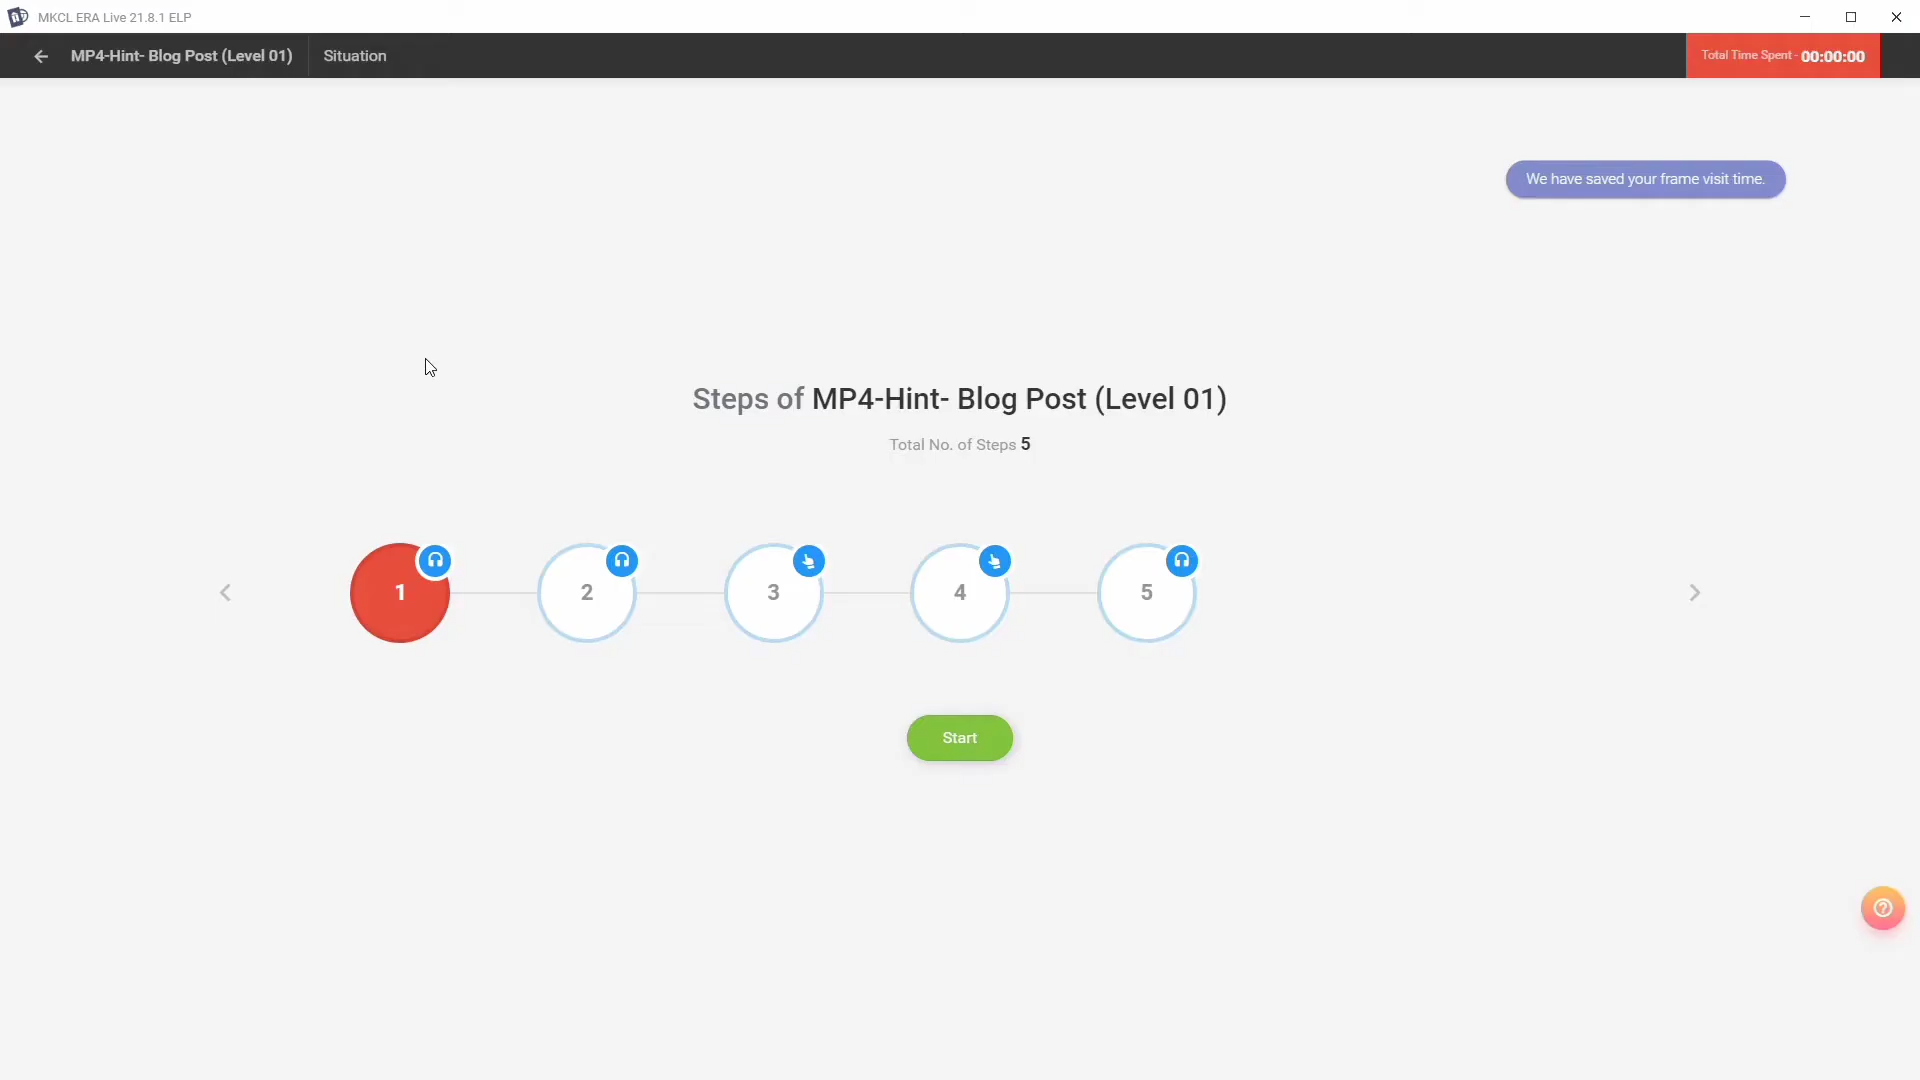 MKCL ERA Live 21.8.1 ELP
MP4-Hint- Blog Post (Level 01)
Situation
Total Time Spent - 00:00:00
We have saved your frame visit time.
Steps of MP4-Hint- Blog Post (Level 01)
Total No. of Steps 5
1
2
3
4
5
Start